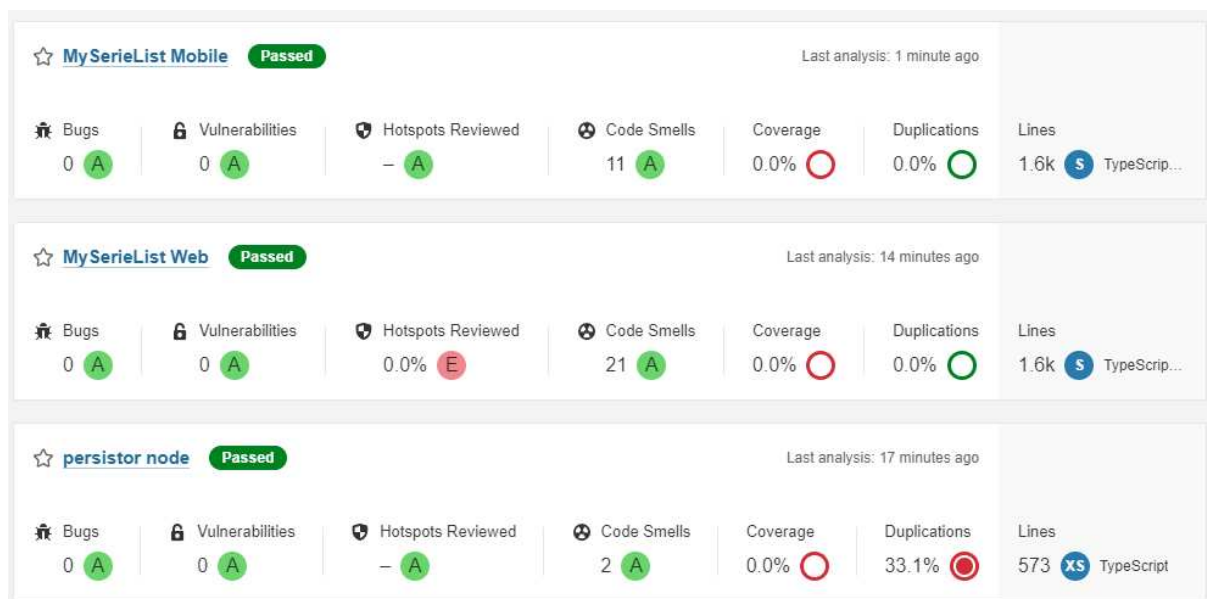 MySerieList Mobile Passed Last analysis: 1 minute ago
Bugs Vulnerabilities Hotspots Reviewed Code Smells Coverage Duplications Lines
0 A 0 A – A 11 A 0.0% 0.0% 1.6k S TypeScrip...
MySerieList Web Passed Last analysis: 14 minutes ago
Bugs Vulnerabilities Hotspots Reviewed Code Smells Coverage Duplications Lines
0 A 0 A 0.0% E 21 A 0.0% 0.0% 1.6k S TypeScrip...
persistor node Passed Last analysis: 17 minutes ago
Bugs Vulnerabilities Hotspots Reviewed Code Smells Coverage Duplications Lines
0 A 0 A – A 2 A 0.0% 33.1% 573 XS TypeScript